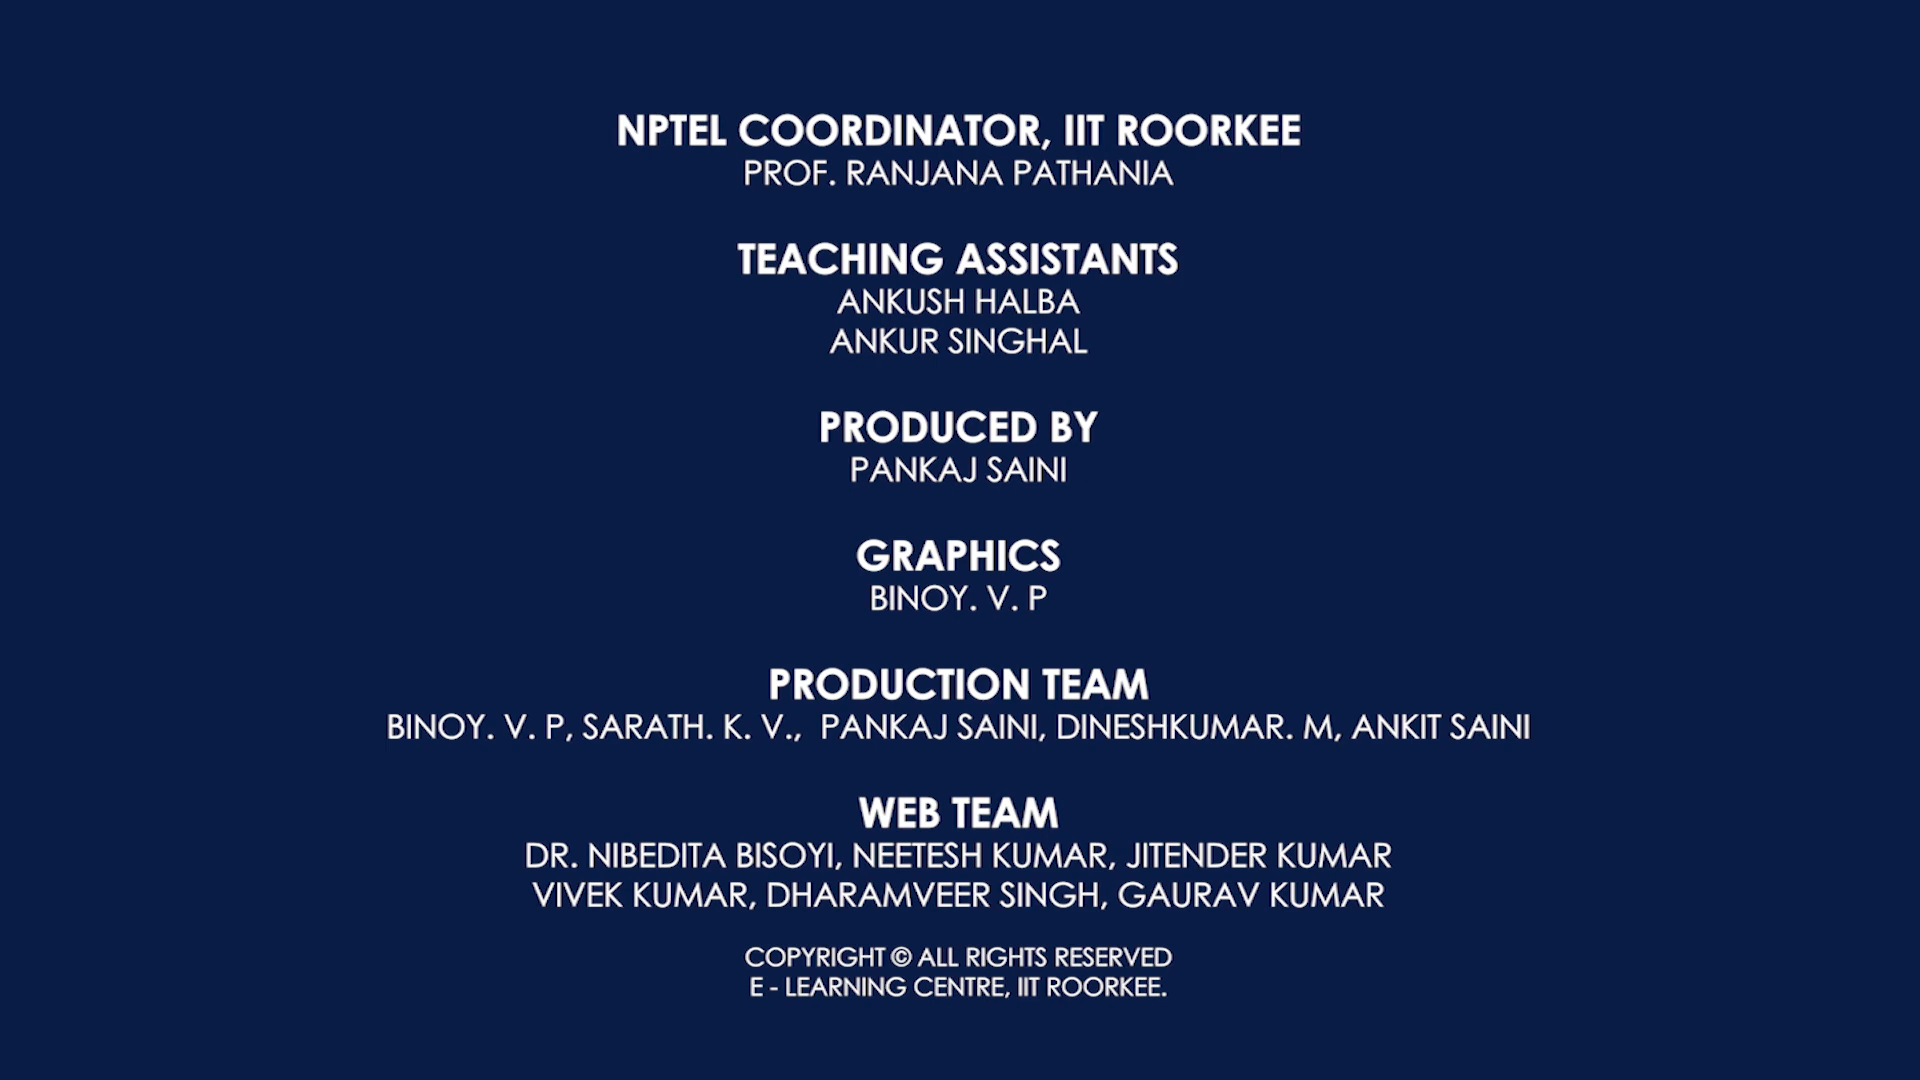 NPTEL COORDINATOR, IIT ROORKEE
PROF. RANJANA PATHANIA
TEACHING ASSISTANTS
ANKUSH HALBA
ANKUR SINGHAL
PRODUCED BY
PANKAJ SAINI
GRAPHICS
BINOY. V. P
PRODUCTION TEAM
BINOY. V. P, SARATH. K. V.,  PANKAJ SAINI, DINESHKUMAR. M, ANKIT SAINI
WEB TEAM
DR. NIBEDITA BISOYI, NEETESH KUMAR, JITENDER KUMAR
VIVEK KUMAR, DHARAMVEER SINGH, GAURAV KUMAR
COPYRIGHT © ALL RIGHTS RESERVED
E - LEARNING CENTRE, IIT ROORKEE.